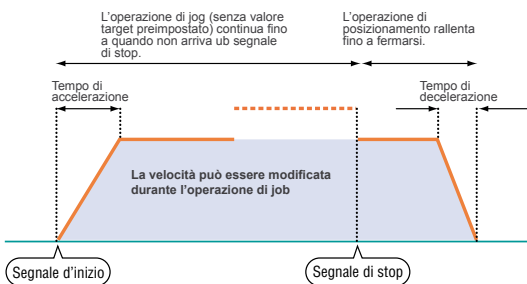 L'operazione di jog (senza valore
target preimpostato) continua fino
a quando non arriva ub segnale
di stop.
L'operazione di
posizionamento rallenta
fino a fermarsi.
Tempo di
accelerazione
Tempo di
decelerazione
La velocità può essere modificata
durante l'operazione di job
Segnale d'inizio
Segnale di stop